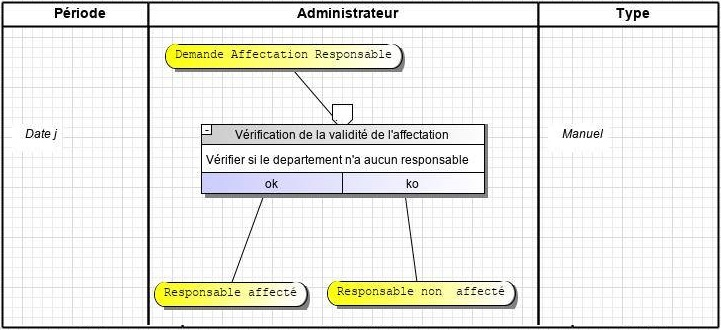 Période
Administrateur
Type
Demande Affectation Responsable
Date j
Vérification de la validité de l'affectation
Manuel
Vérifier si le departement n'a aucun responsable
ok
ko
Responsable affecté
Responsable non affecté